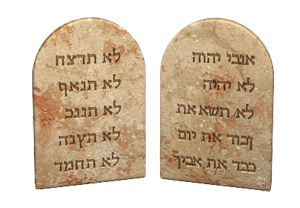 אנכי יהוה
לא יהיה
לא תשא את
זכור את יום
כבד את אביך
לא תרצח
לא תנאף
לא תגנב
לא תענה
לא תחמד